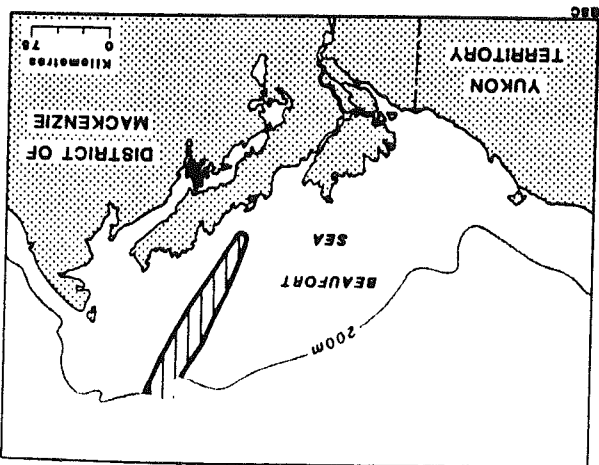 200m
BEAUFORT
SEA
DISTRICT OF
MACKENZIE
YUKON
TERRITORY
Kilometres
0 75
GSC